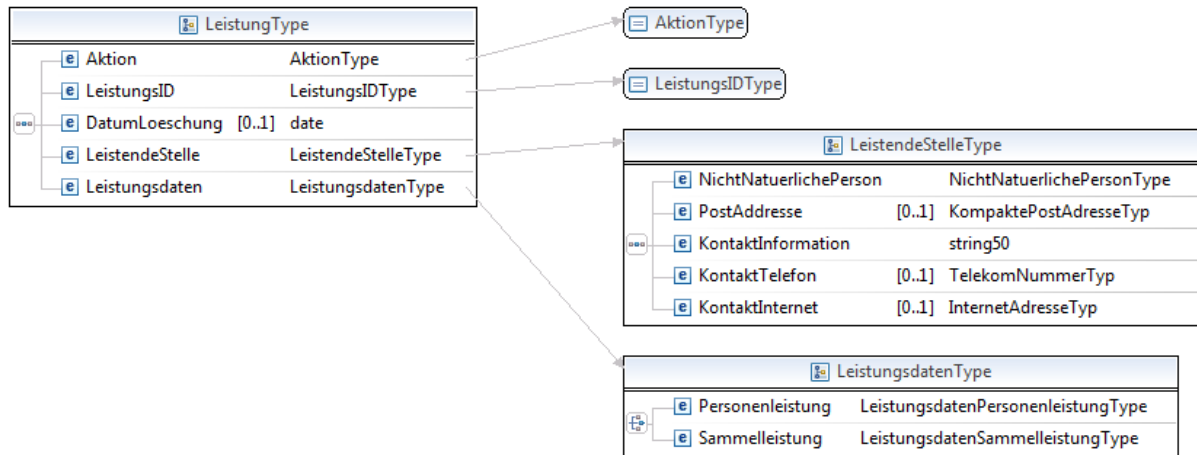 LeistungType
e Aktion AktionType
e LeistungsID LeistungsIDType
e DatumLoeschung [0..1] date
e LeistendeStelle LeistendeStelleType
e Leistungsdaten LeistungsdatenType
AktionType
LeistungsIDType
LeistendeStelleType
e NichtNatuerlichePerson NichtNatuerlichePersonType
e PostAddresse [0..1] KompaktePostAdresseTyp
e KontaktInformation string50
e KontaktTelefon [0..1] TelekomNummerTyp
e KontaktInternet [0..1] InternetAdresseTyp
LeistungsdatenType
e Personenleistung LeistungsdatenPersonenleistungType
e Sammelleistung LeistungsdatenSammelleistungType